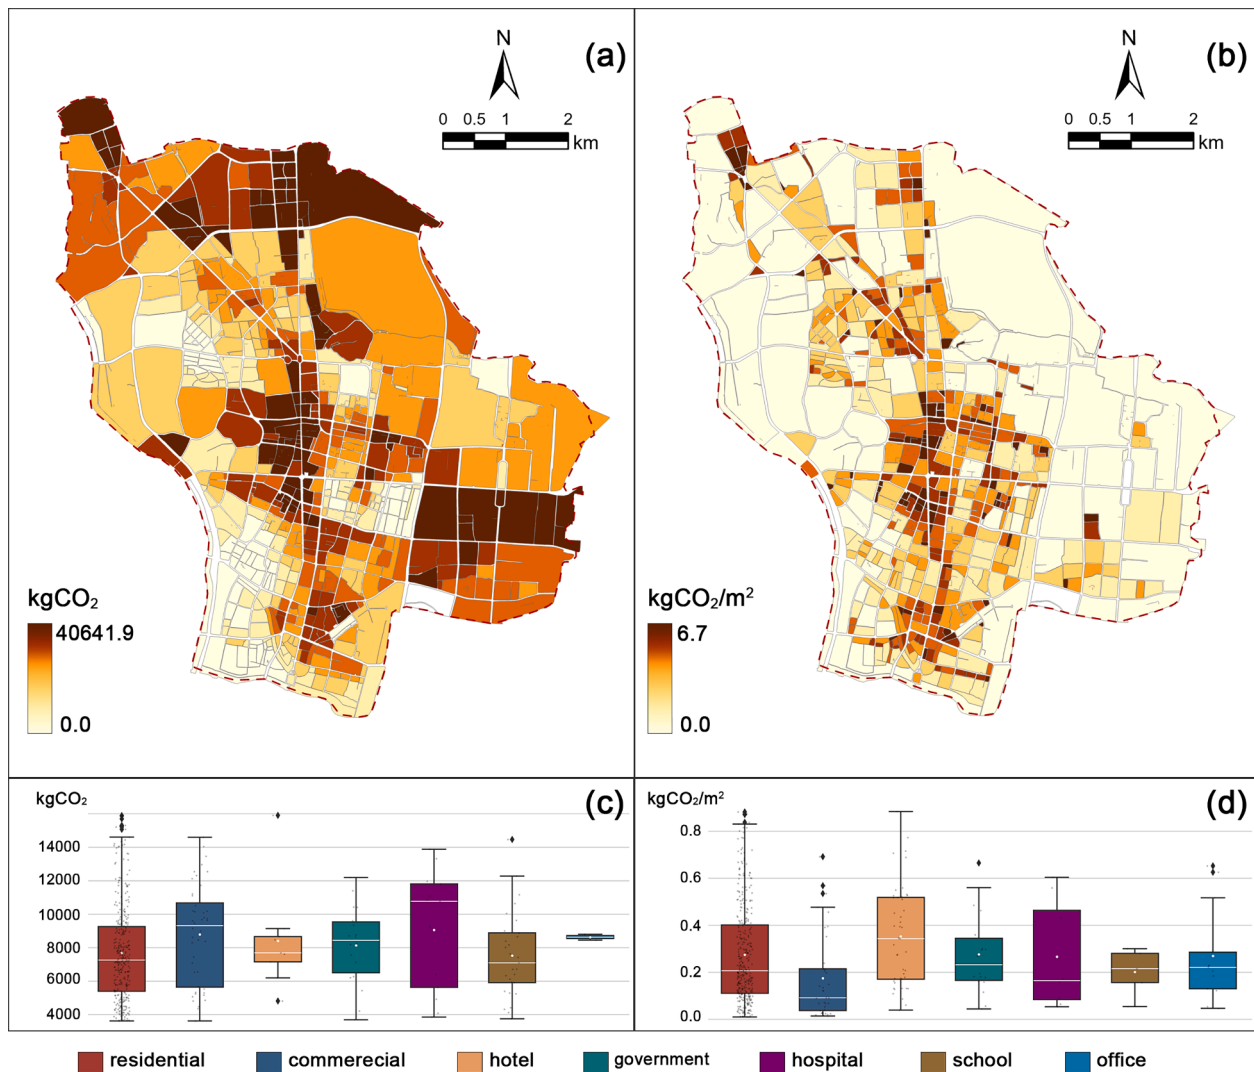 (a)
N
0 0.5 1 2
km
kgCO₂
40641.9
0.0
(b)
N
0 0.5 1 2
km
kgCO₂/m²
6.7
0.0
(c)
kgCO₂
14000
12000
10000
8000
6000
4000
(d)
kgCO₂/m²
0.8
0.6
0.4
0.2
0.0
residential commerecial hotel government hospital school office